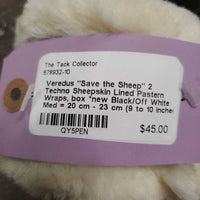 The Tack Collector
678932-10
Veredus "Save the Sheep" 2
Techno Sheepskin Lined Pastern
Wraps, box *new Black/Off White
Med = 20 cm - 23 cm (9 to 10 inches
QY5PEN
$45.00